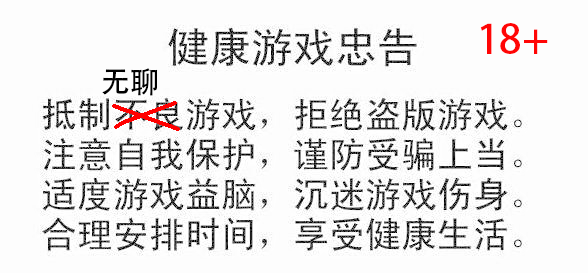 健康游戏忠告
18+
无聊
抵制不良游戏，拒绝盗版游戏。
注意自我保护，谨防受骗上当。
适度游戏益脑，沉迷游戏伤身。
合理安排时间，享受健康生活。